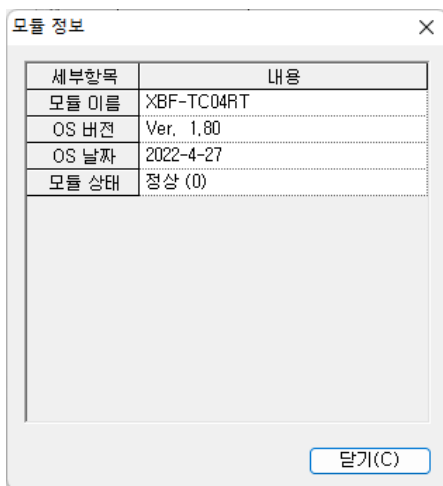 모듈 정보
세부항목 내용
모듈 이름 XBF-TC04RT
OS 버전 Ver. 1.80
OS 날짜 2022-4-27
모듈 상태 정상 (0)
닫기(C)